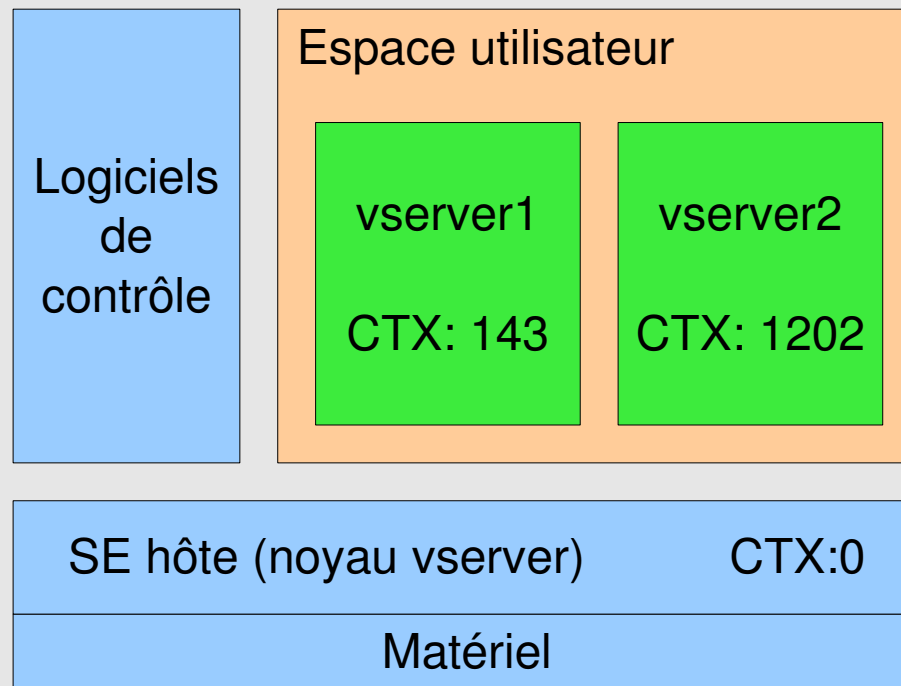 Logiciels
de
contrôle
Espace utilisateur
vserver1
CTX: 143
vserver2
CTX: 1202
SE hôte (noyau vserver) CTX:0
Matériel